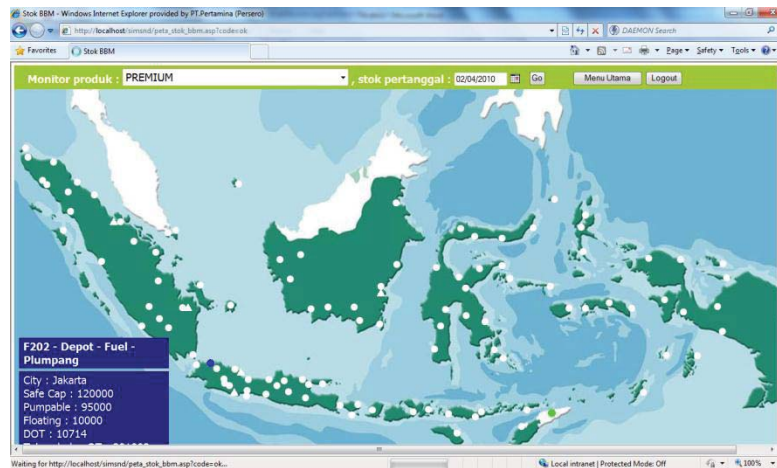 Stok BBM - Windows Internet Explorer provided by PT.Pertamina (Persero)
http://localhost/simsnd/peta_stok_bbm.asp?code=ok
DAEMON Search
Favorites Stok BBM
Page Safety Tools
Monitor produk : PREMIUM , stok pertanggal : 02/04/2010 Go Menu Utama Logout
F202 - Depot - Fuel -
Plumpang
City : Jakarta
Safe Cap : 120000
Pumpable : 95000
Floating : 10000
DOT : 10714
Waiting for http://localhost/simsnd/peta_stok_bbm.asp?code=ok...
Local intranet | Protected Mode: Off 100%